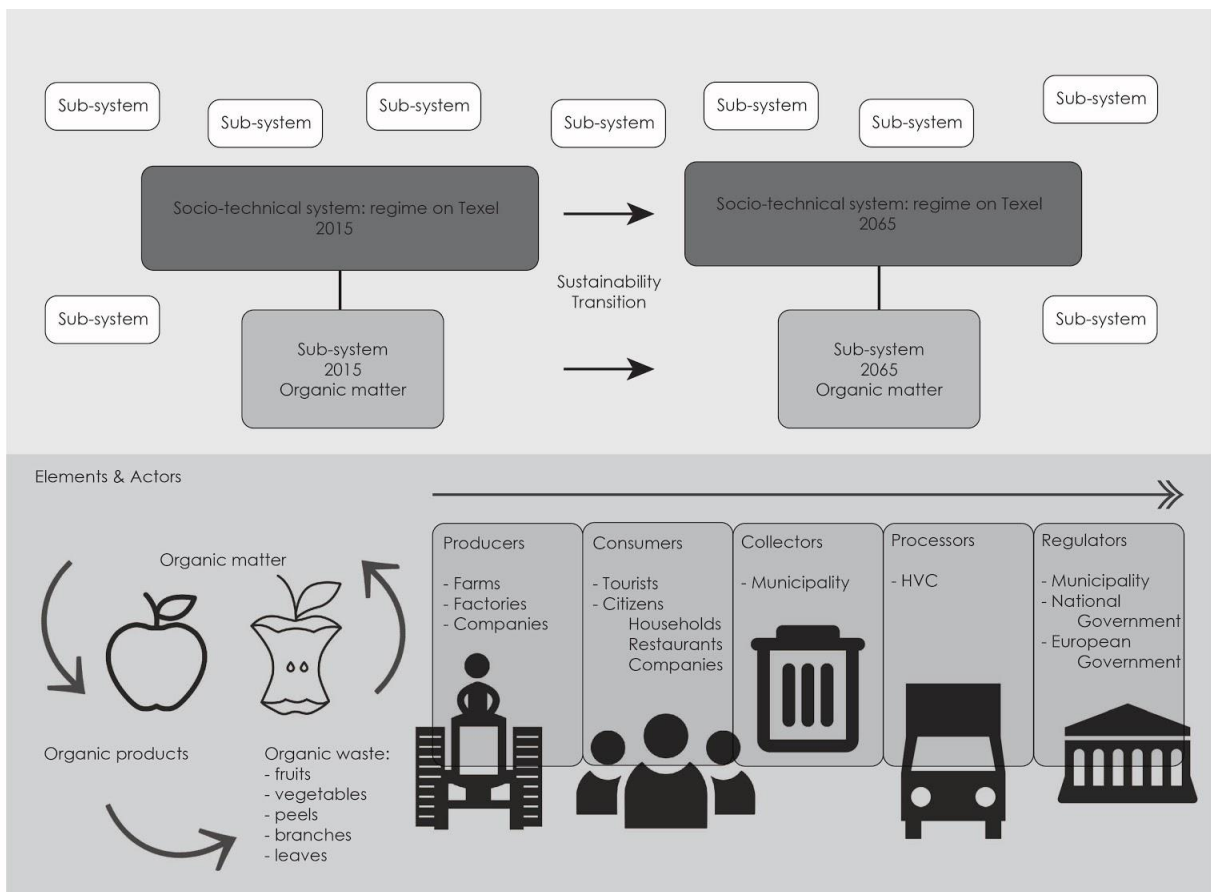 Sub-system
Sub-system
Sub-system
Sub-system
Sub-system
Sub-system
Sub-system
Socio-technical system: regime on Texel
2015
Socio-technical system: regime on Texel
2065
Sustainability
Transition
Sub-system
Sub-system
Sub-system
2015
Organic matter
Sub-system
2065
Organic matter
Elements & Actors
Organic matter
Organic products
Organic waste:
- fruits
- vegetables
- peels
- branches
- leaves
Producers
- Farms
- Factories
- Companies
Consumers
- Tourists
- Citizens
Households
Restaurants
Companies
Collectors
- Municipality
Processors
- HVC
Regulators
- Municipality
- National
Government
- European
Government